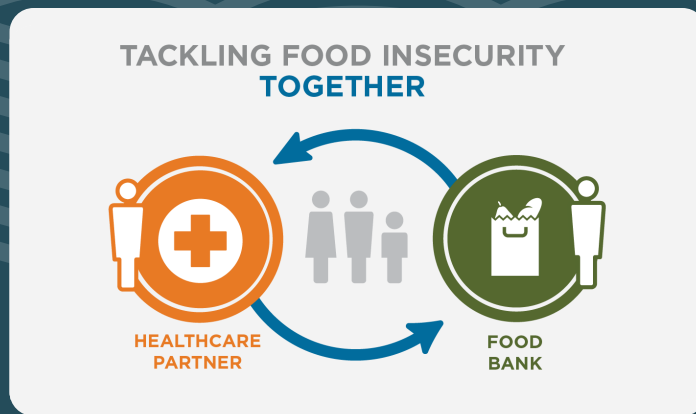 TACKLING FOOD INSECURITY
TOGETHER
HEALTHCARE
PARTNER
FOOD
BANK